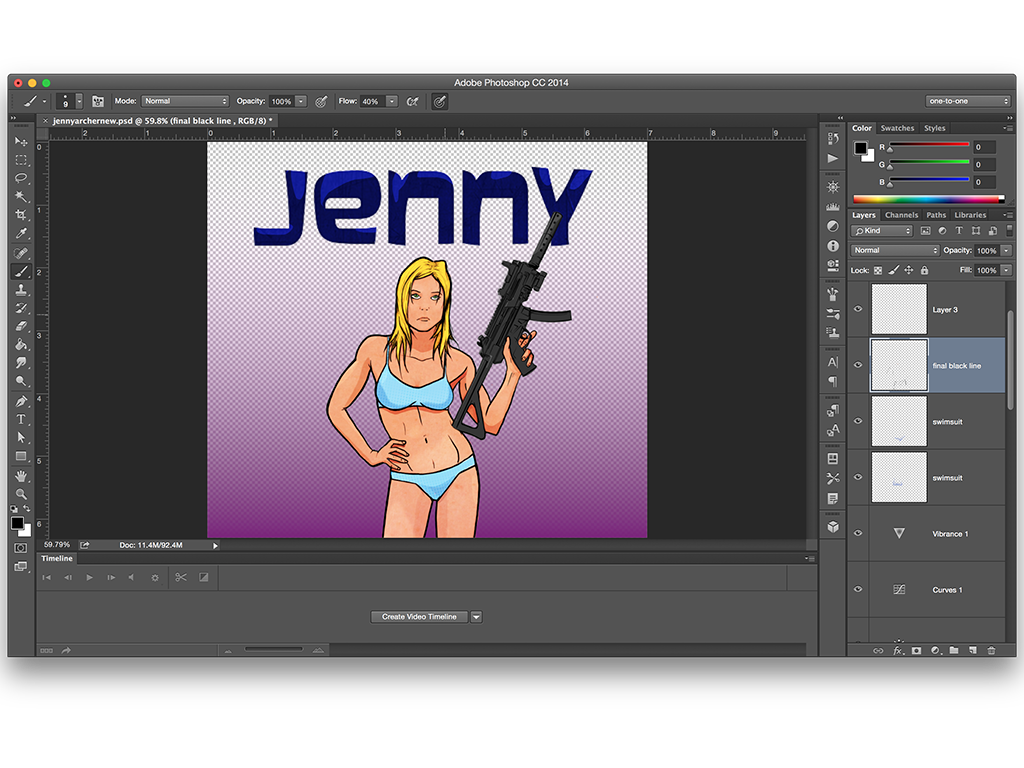 Adobe Photoshop CC 2014
9 Mode: Normal Opacity: 100% Flow: 40% one-to-one
× jennyarchernew.psd @ 59.8% (final black line , RGB/8) *
2 1 0 1 2 3 4 5 6 7 8 9
0
1
2
3
4
5
6
Jenny
59.79% Doc: 11.4M/92.4M
Timeline
Create Video Timeline
Color Swatches Styles
R 0
G 0
B 0
Layers Channels Paths Libraries
Kind
Normal Opacity: 100%
Lock: Fill: 100%
Layer 3
final black line
swimsuit
swimsuit
Vibrance 1
Curves 1